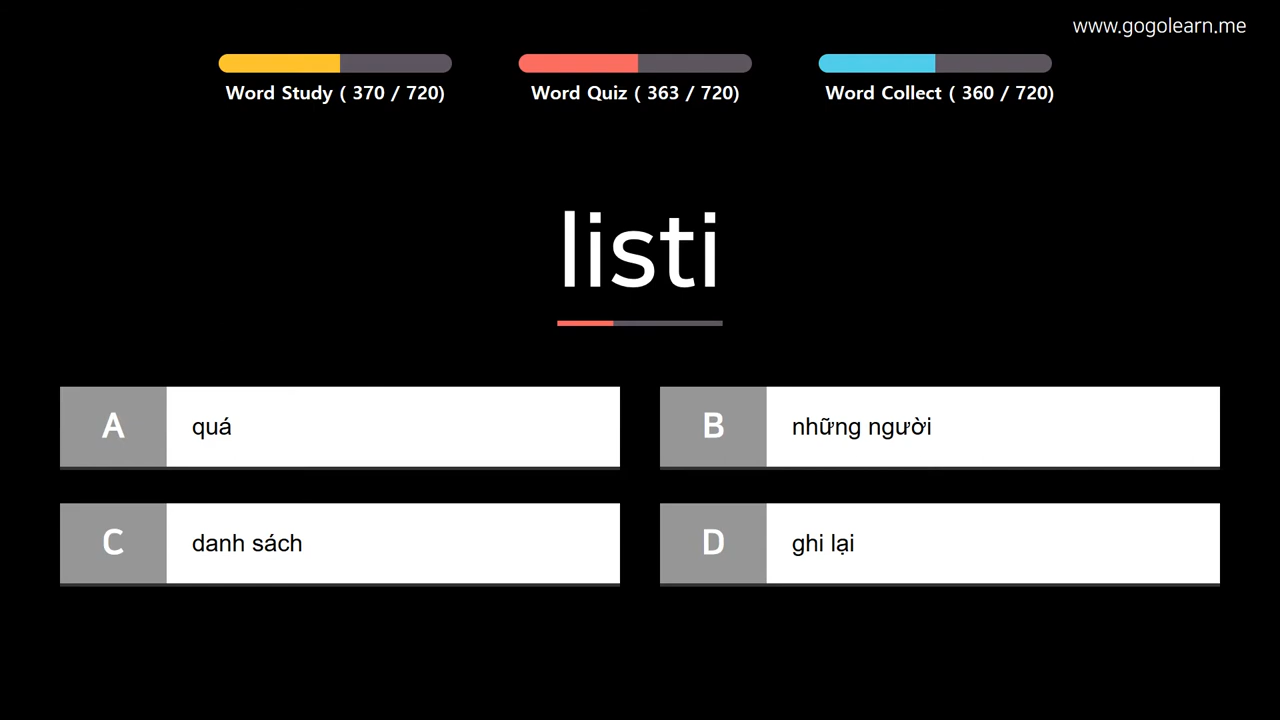 www.gogolearn.me
Word Study ( 370 / 720)
Word Quiz ( 363 / 720)
Word Collect ( 360 / 720)
listi
A
quá
B
những người
C
danh sách
D
ghi lại